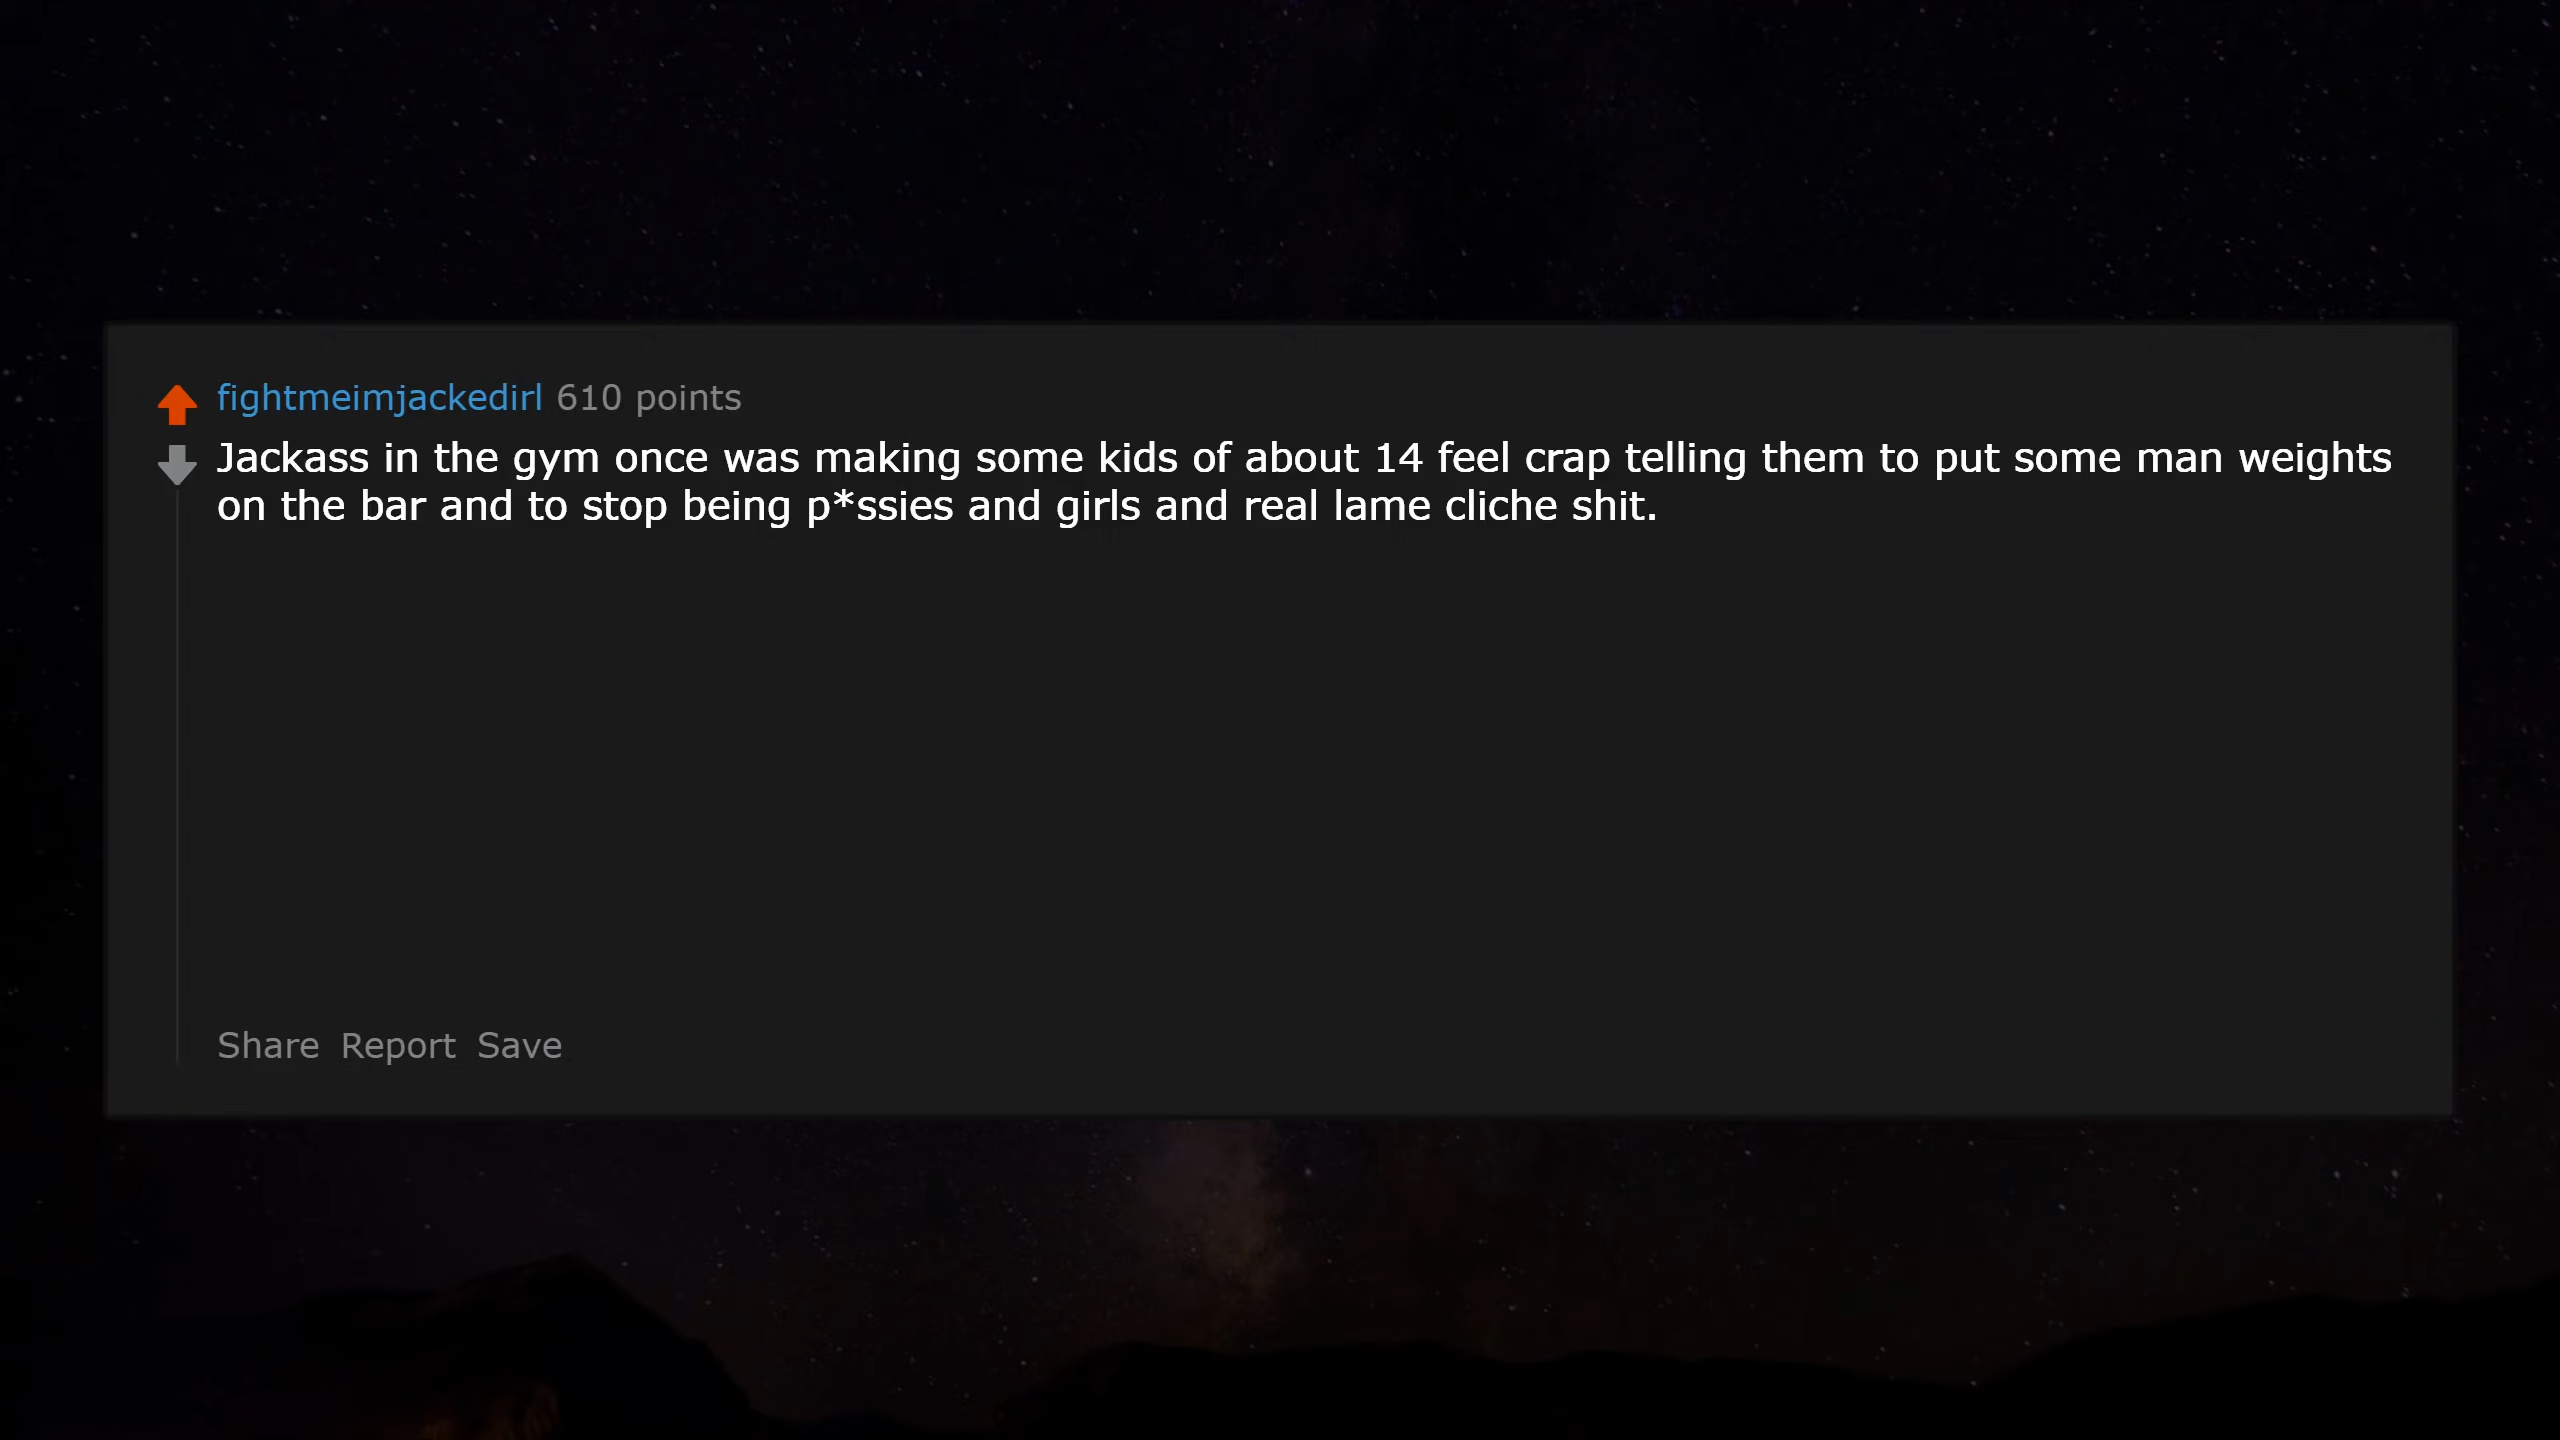 fightmeimjackedirl 610 points
Jackass in the gym once was making some kids of about 14 feel crap telling them to put some man weights
on the bar and to stop being p*ssies and girls and real lame cliche shit.
Share Report Save